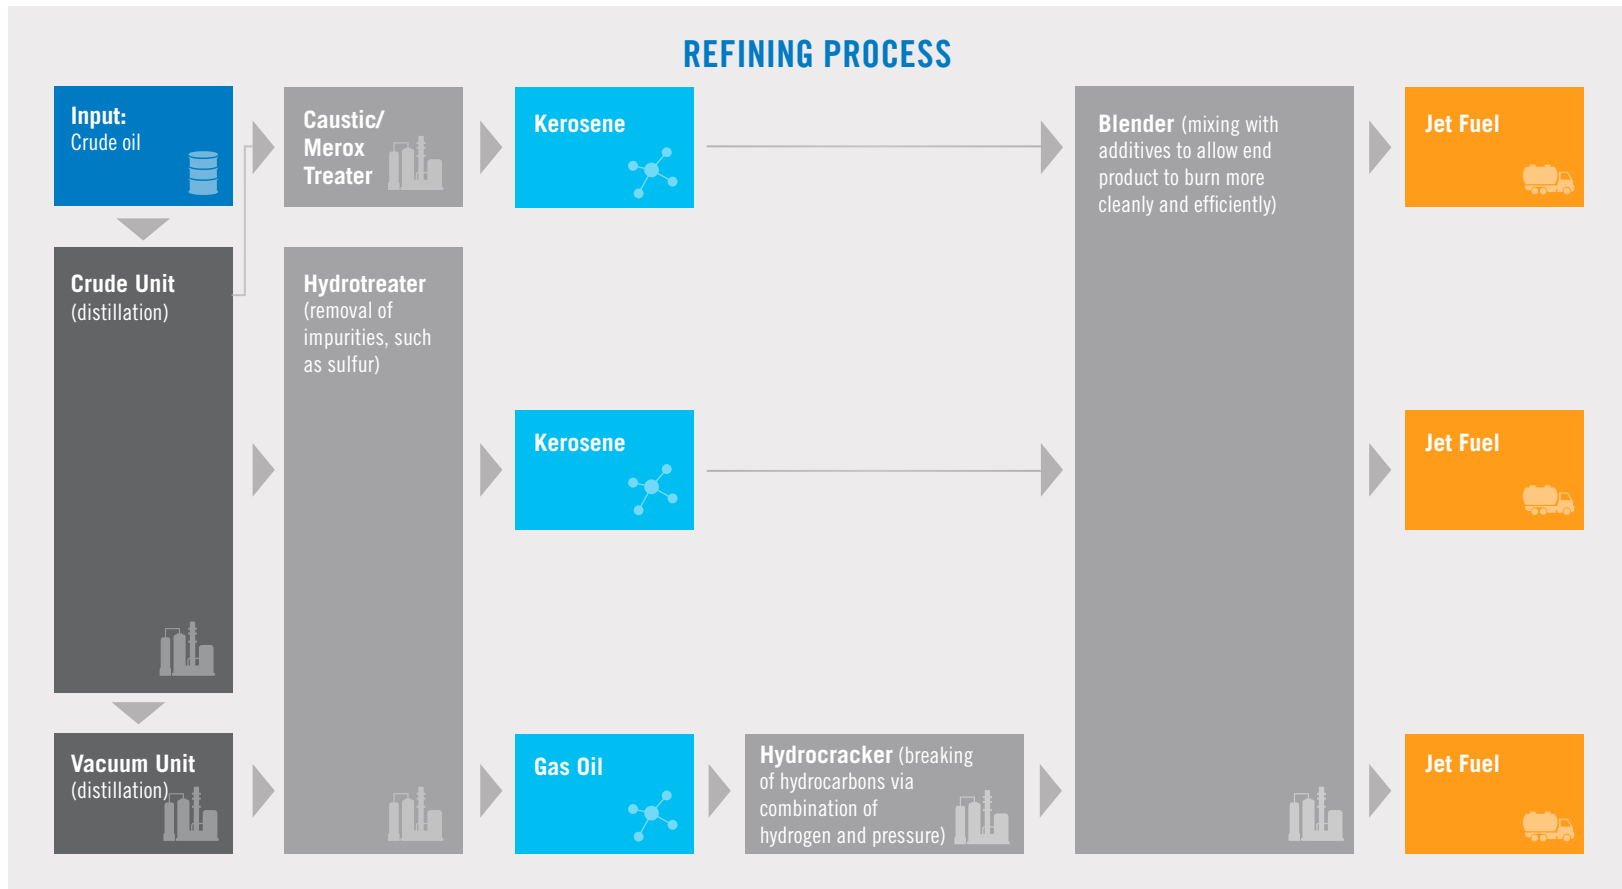 REFINING PROCESS
Input:
Crude oil
Caustic/
Merox
Treater
Kerosene
Blender (mixing with
additives to allow end
product to burn more
cleanly and efficiently)
Jet Fuel
Crude Unit
(distillation)
Hydrotreater
(removal of
impurities, such
as sulfur)
Kerosene
Jet Fuel
Vacuum Unit
(distillation)
Gas Oil
Hydrocracker (breaking
of hydrocarbons via
combination of
hydrogen and pressure)
Jet Fuel